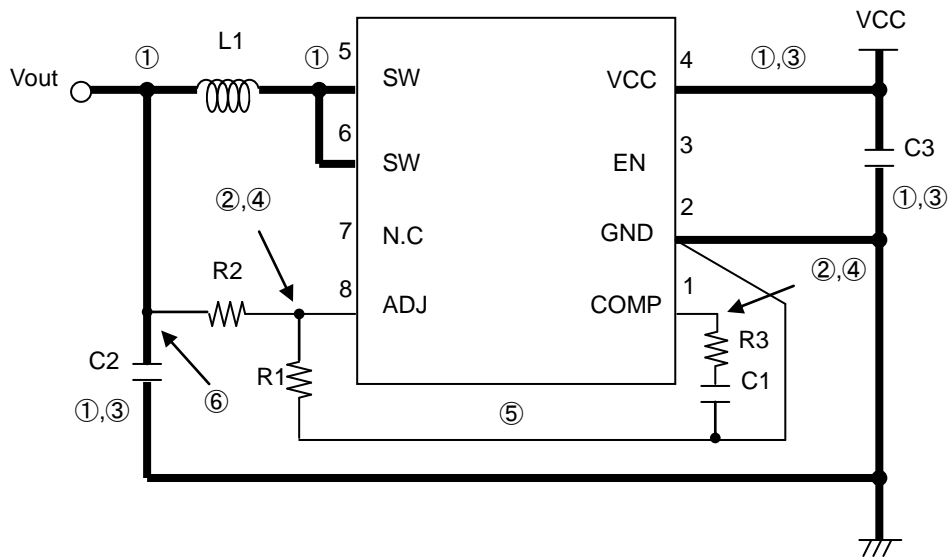 VCC
L1
①
①
5
4
①,③
Vout
SW
VCC
6
3
C3
SW
EN
①,③
②,④
2
7
N.C
GND
②,④
R2
8
1
ADJ
COMP
R3
C2
R1
C1
①,③
⑥
⑤